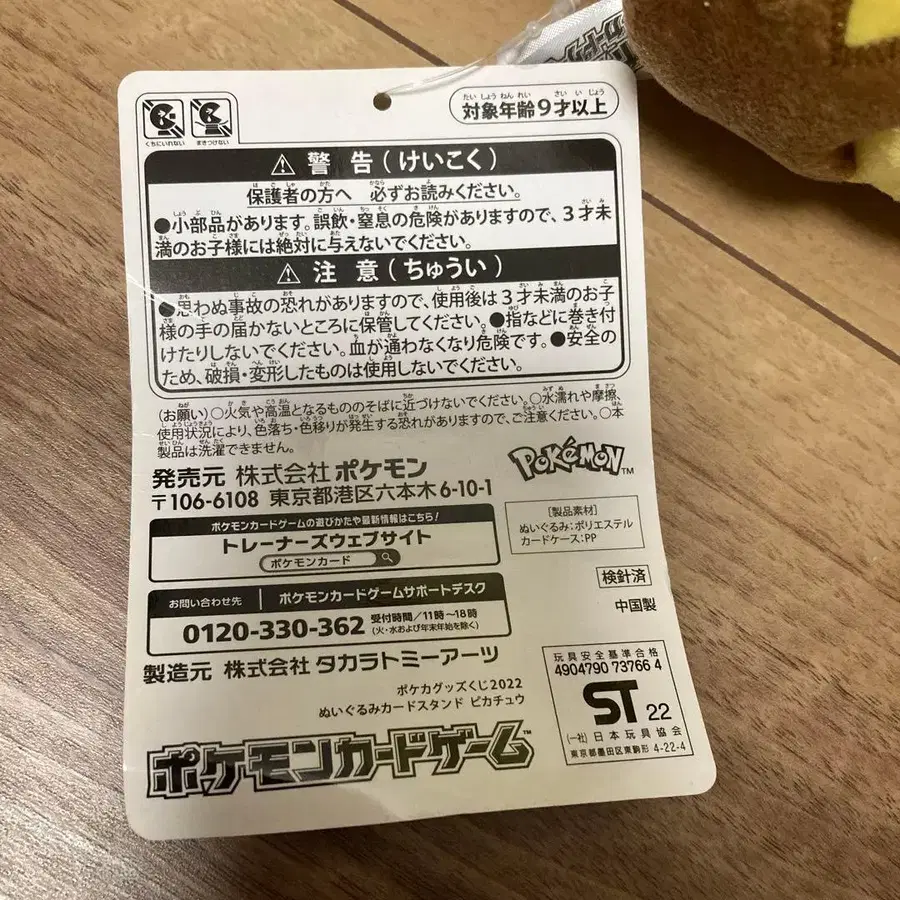 くちにいれない
まきつけない
対象年齢9才以上
警告(けいこく)
保護者の方へ 必ずお読みください。
●小部品があります。誤飲・窒息の危険がありますので、3才未
満のお子様には絶対に与えないでください。
注意(ちゅうい)
●思わぬ事故の恐れがありますので、使用後は3才未満のお子
様の手の届かないところに保管してください。●指などに巻き付
けたりしないでください。血が通わなくなり危険です。●安全の
ため、破損・変形したものは使用しないでください。
(お願い)○火気や高温となるもののそばに近づけないでください。○水濡れや摩擦、
使用状況により、色落ち・色移りが発生する恐れがありますので、ご注意ください。○本
製品は洗濯できません。
発売元 株式会社ポケモン
〒106-6108 東京都港区六本木6-10-1
POKéMON™
ポケモンカードゲームの遊びかたや最新情報はこちら!
トレーナーズウェブサイト
ポケモンカード
[製品素材]
ぬいぐるみ:ポリエステル
カードケース:PP
検針済
中国製
お問い合わせ先 ポケモンカードゲームサポートデスク
0120-330-362 受付時間/11時〜18時
(火・水および年末年始を除く)
製造元 株式会社タカラトミーアーツ
ポケカグッズくじ2022
ぬいぐるみカードスタンド ピカチュウ
ポケモンカードゲーム™
玩具安全基準合格
4904790 73766 4
ST 22
(一社)日本玩具協会
東京都墨田区東駒形 4-22-4